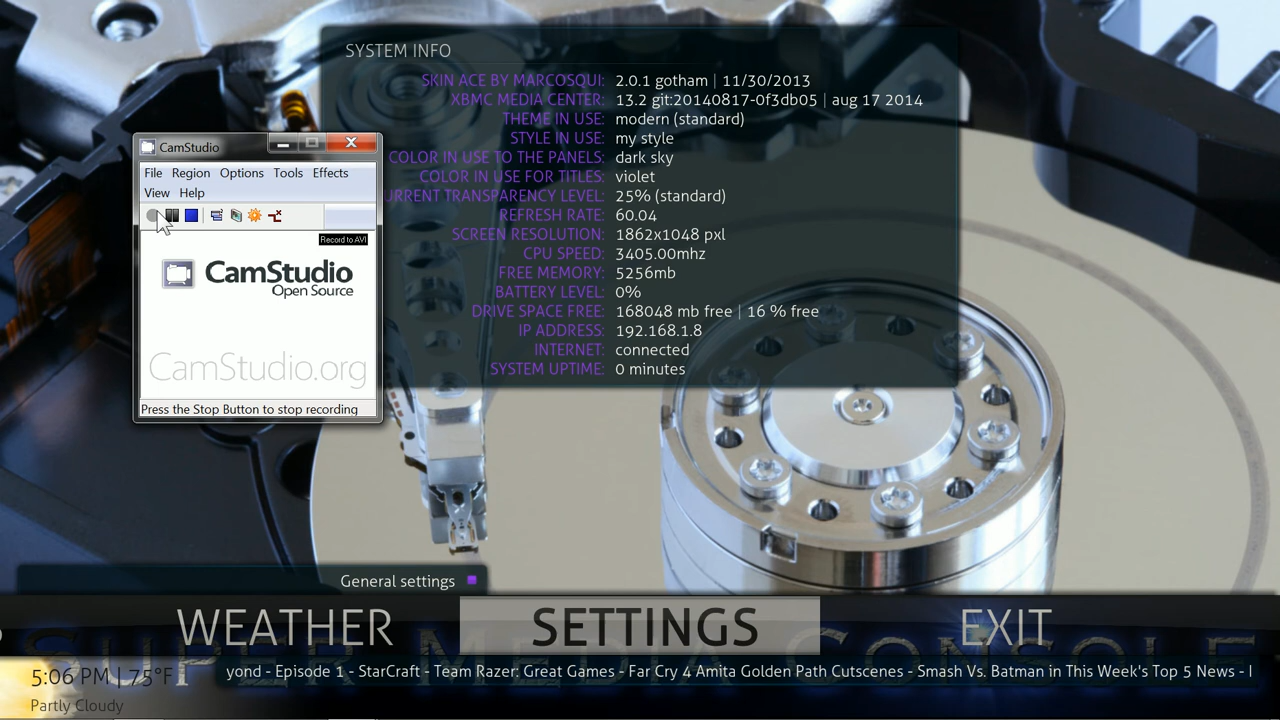 SYSTEM INFO
SKIN ACE BY MARCOSQUI: 2.0.1 gotham | 11/30/2013
XBMC MEDIA CENTER: 13.2 git:20140817-0f3db05 | aug 17 2014
THEME IN USE: modern (standard)
STYLE IN USE: my style
COLOR IN USE TO THE PANELS: dark sky
COLOR IN USE FOR TITLES: violet
URRENT TRANSPARENCY LEVEL: 25% (standard)
REFRESH RATE: 60.04
SCREEN RESOLUTION: 1862x1048 pxl
CPU SPEED: 3405.00mhz
FREE MEMORY: 5256mb
BATTERY LEVEL: 0%
DRIVE SPACE FREE: 168048 mb free | 16 % free
IP ADDRESS: 192.168.1.8
INTERNET: connected
SYSTEM UPTIME: 0 minutes
CamStudio
File Region Options Tools Effects
View Help
Record to AVI
CamStudio
Open Source
CamStudio.org
Press the Stop Button to stop recording
General settings
WEATHER SETTINGS EXIT
SUPER MEDIA CONSOLE
5:06 PM | 75°F
yond - Episode 1 - StarCraft - Team Razer: Great Games - Far Cry 4 Amita Golden Path Cutscenes - Smash Vs. Batman in This Week's Top 5 News - I
Partly Cloudy